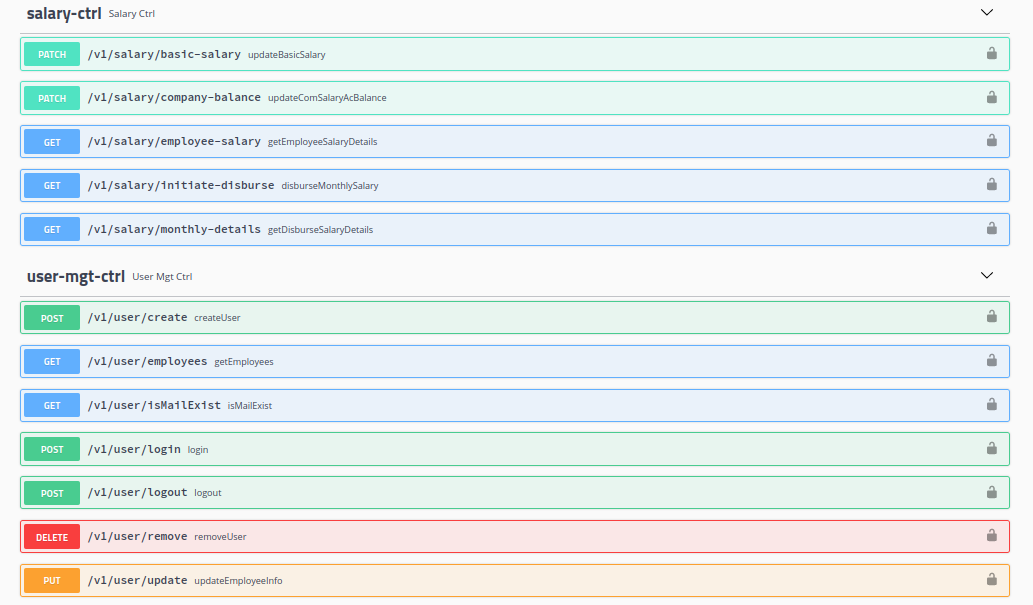 salary-ctrl Salary Ctrl
PATCH /v1/salary/basic-salary updateBasicSalary
PATCH /v1/salary/company-balance updateComSalaryAcBalance
GET /v1/salary/employee-salary getEmployeeSalaryDetails
GET /v1/salary/initiate-disburse disburseMonthlySalary
GET /v1/salary/monthly-details getDisburseSalaryDetails
user-mgt-ctrl User Mgt Ctrl
POST /v1/user/create createUser
GET /v1/user/employees getEmployees
GET /v1/user/isMailExist isMailExist
POST /v1/user/login login
POST /v1/user/logout logout
DELETE /v1/user/remove removeUser
PUT /v1/user/update updateEmployeeInfo